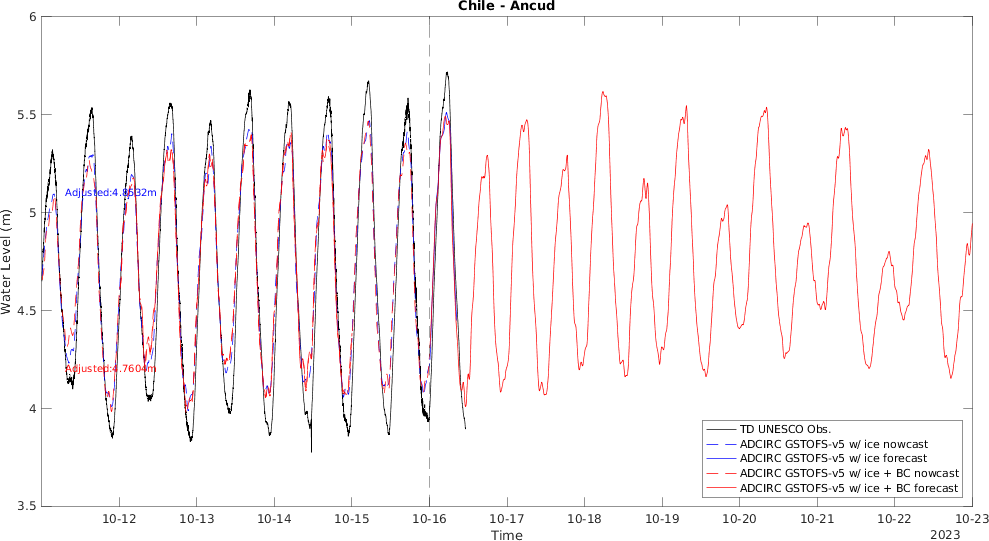 Chile - Ancud
6
5.5
5
4.5
4
3.5
Water Level (m)
Adjusted:4.8532m
Adjusted:4.7604m
TD UNESCO Obs.
ADCIRC GSTOFS-v5 w/ ice nowcast
ADCIRC GSTOFS-v5 w/ ice forecast
ADCIRC GSTOFS-v5 w/ ice + BC nowcast
ADCIRC GSTOFS-v5 w/ ice + BC forecast
10-12 10-13 10-14 10-15 10-16 10-17 10-18 10-19 10-20 10-21 10-22 10-23
Time
2023